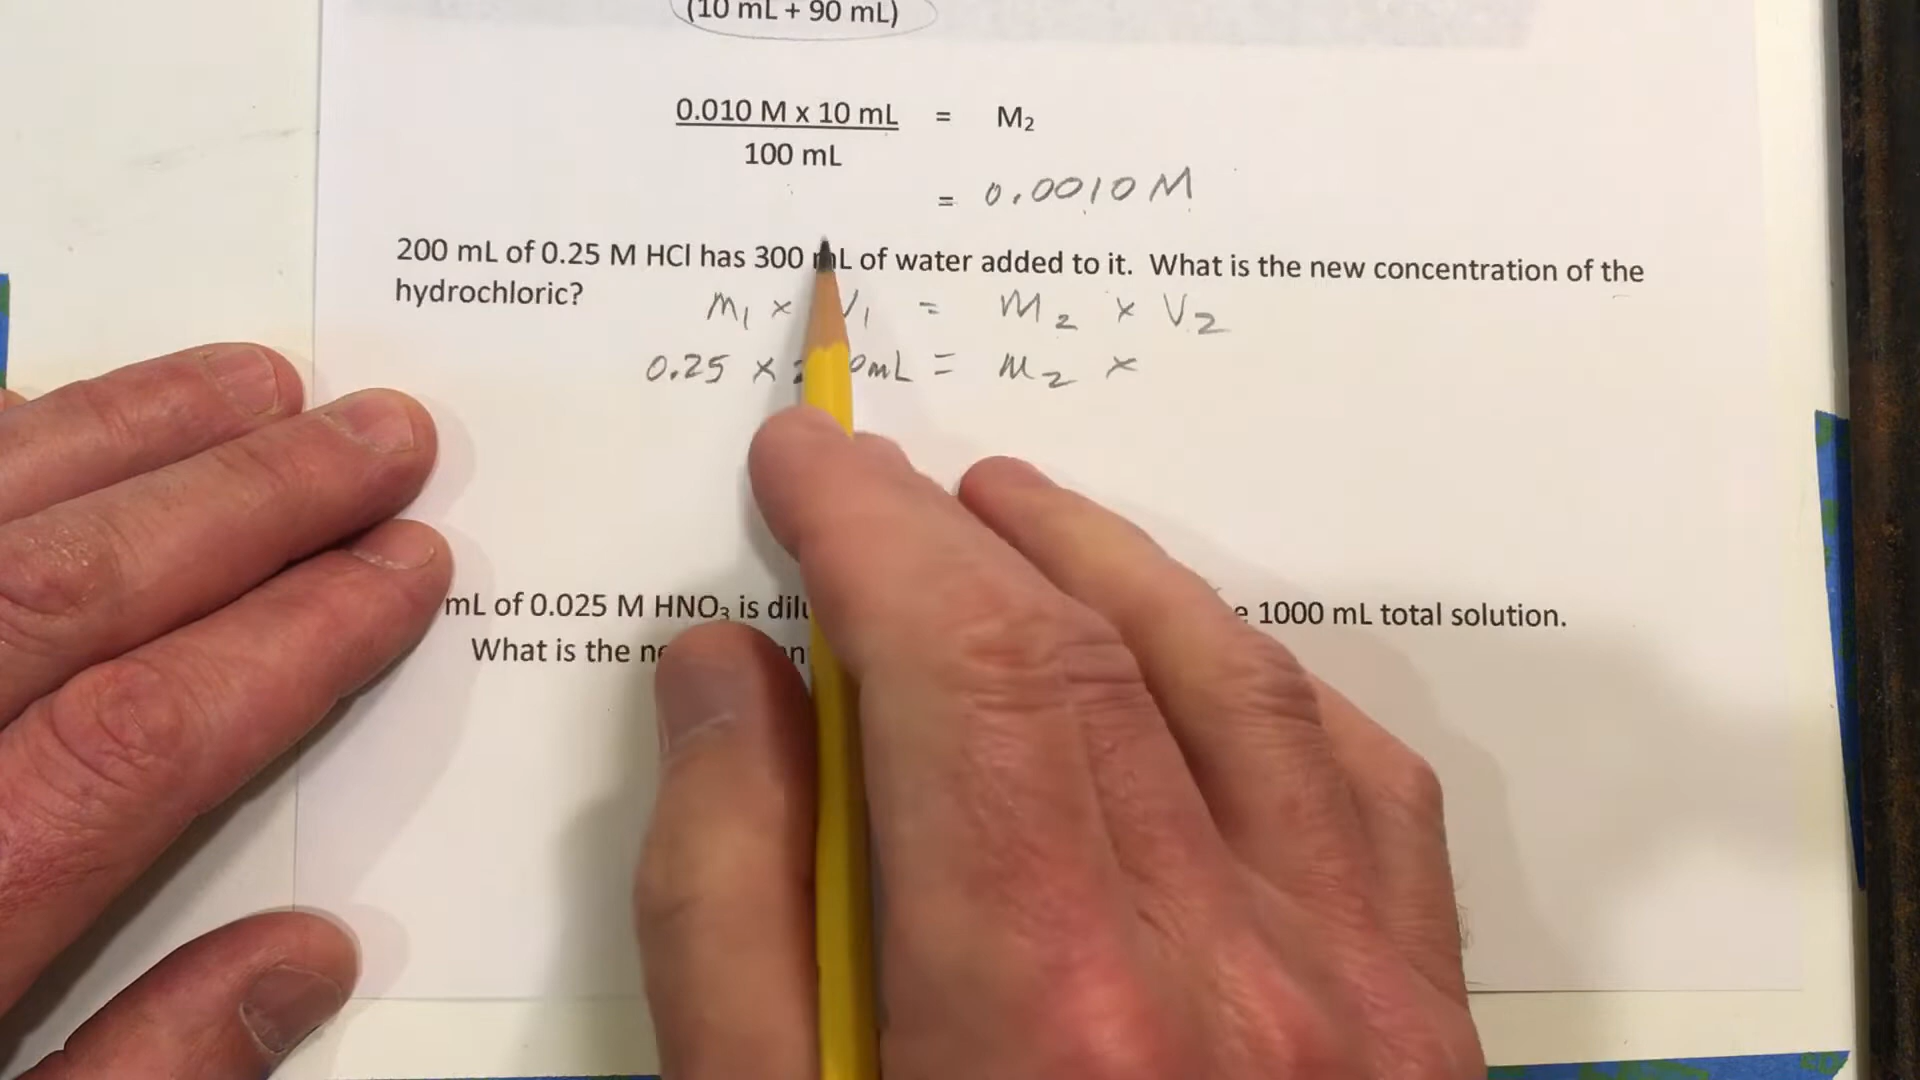 (10 mL + 90 mL)
0.010 M x 10 mL = M₂
100 mL
= 0.0010 M
200 mL of 0.25 M HCl has 300 mL of water added to it. What is the new concentration of the
hydrochloric?
M₁ × V₁ = M₂ × V₂
0.25 × mL = M₂ ×
mL of 0.025 M HNO₃ is 1000 mL total solution.
What is the